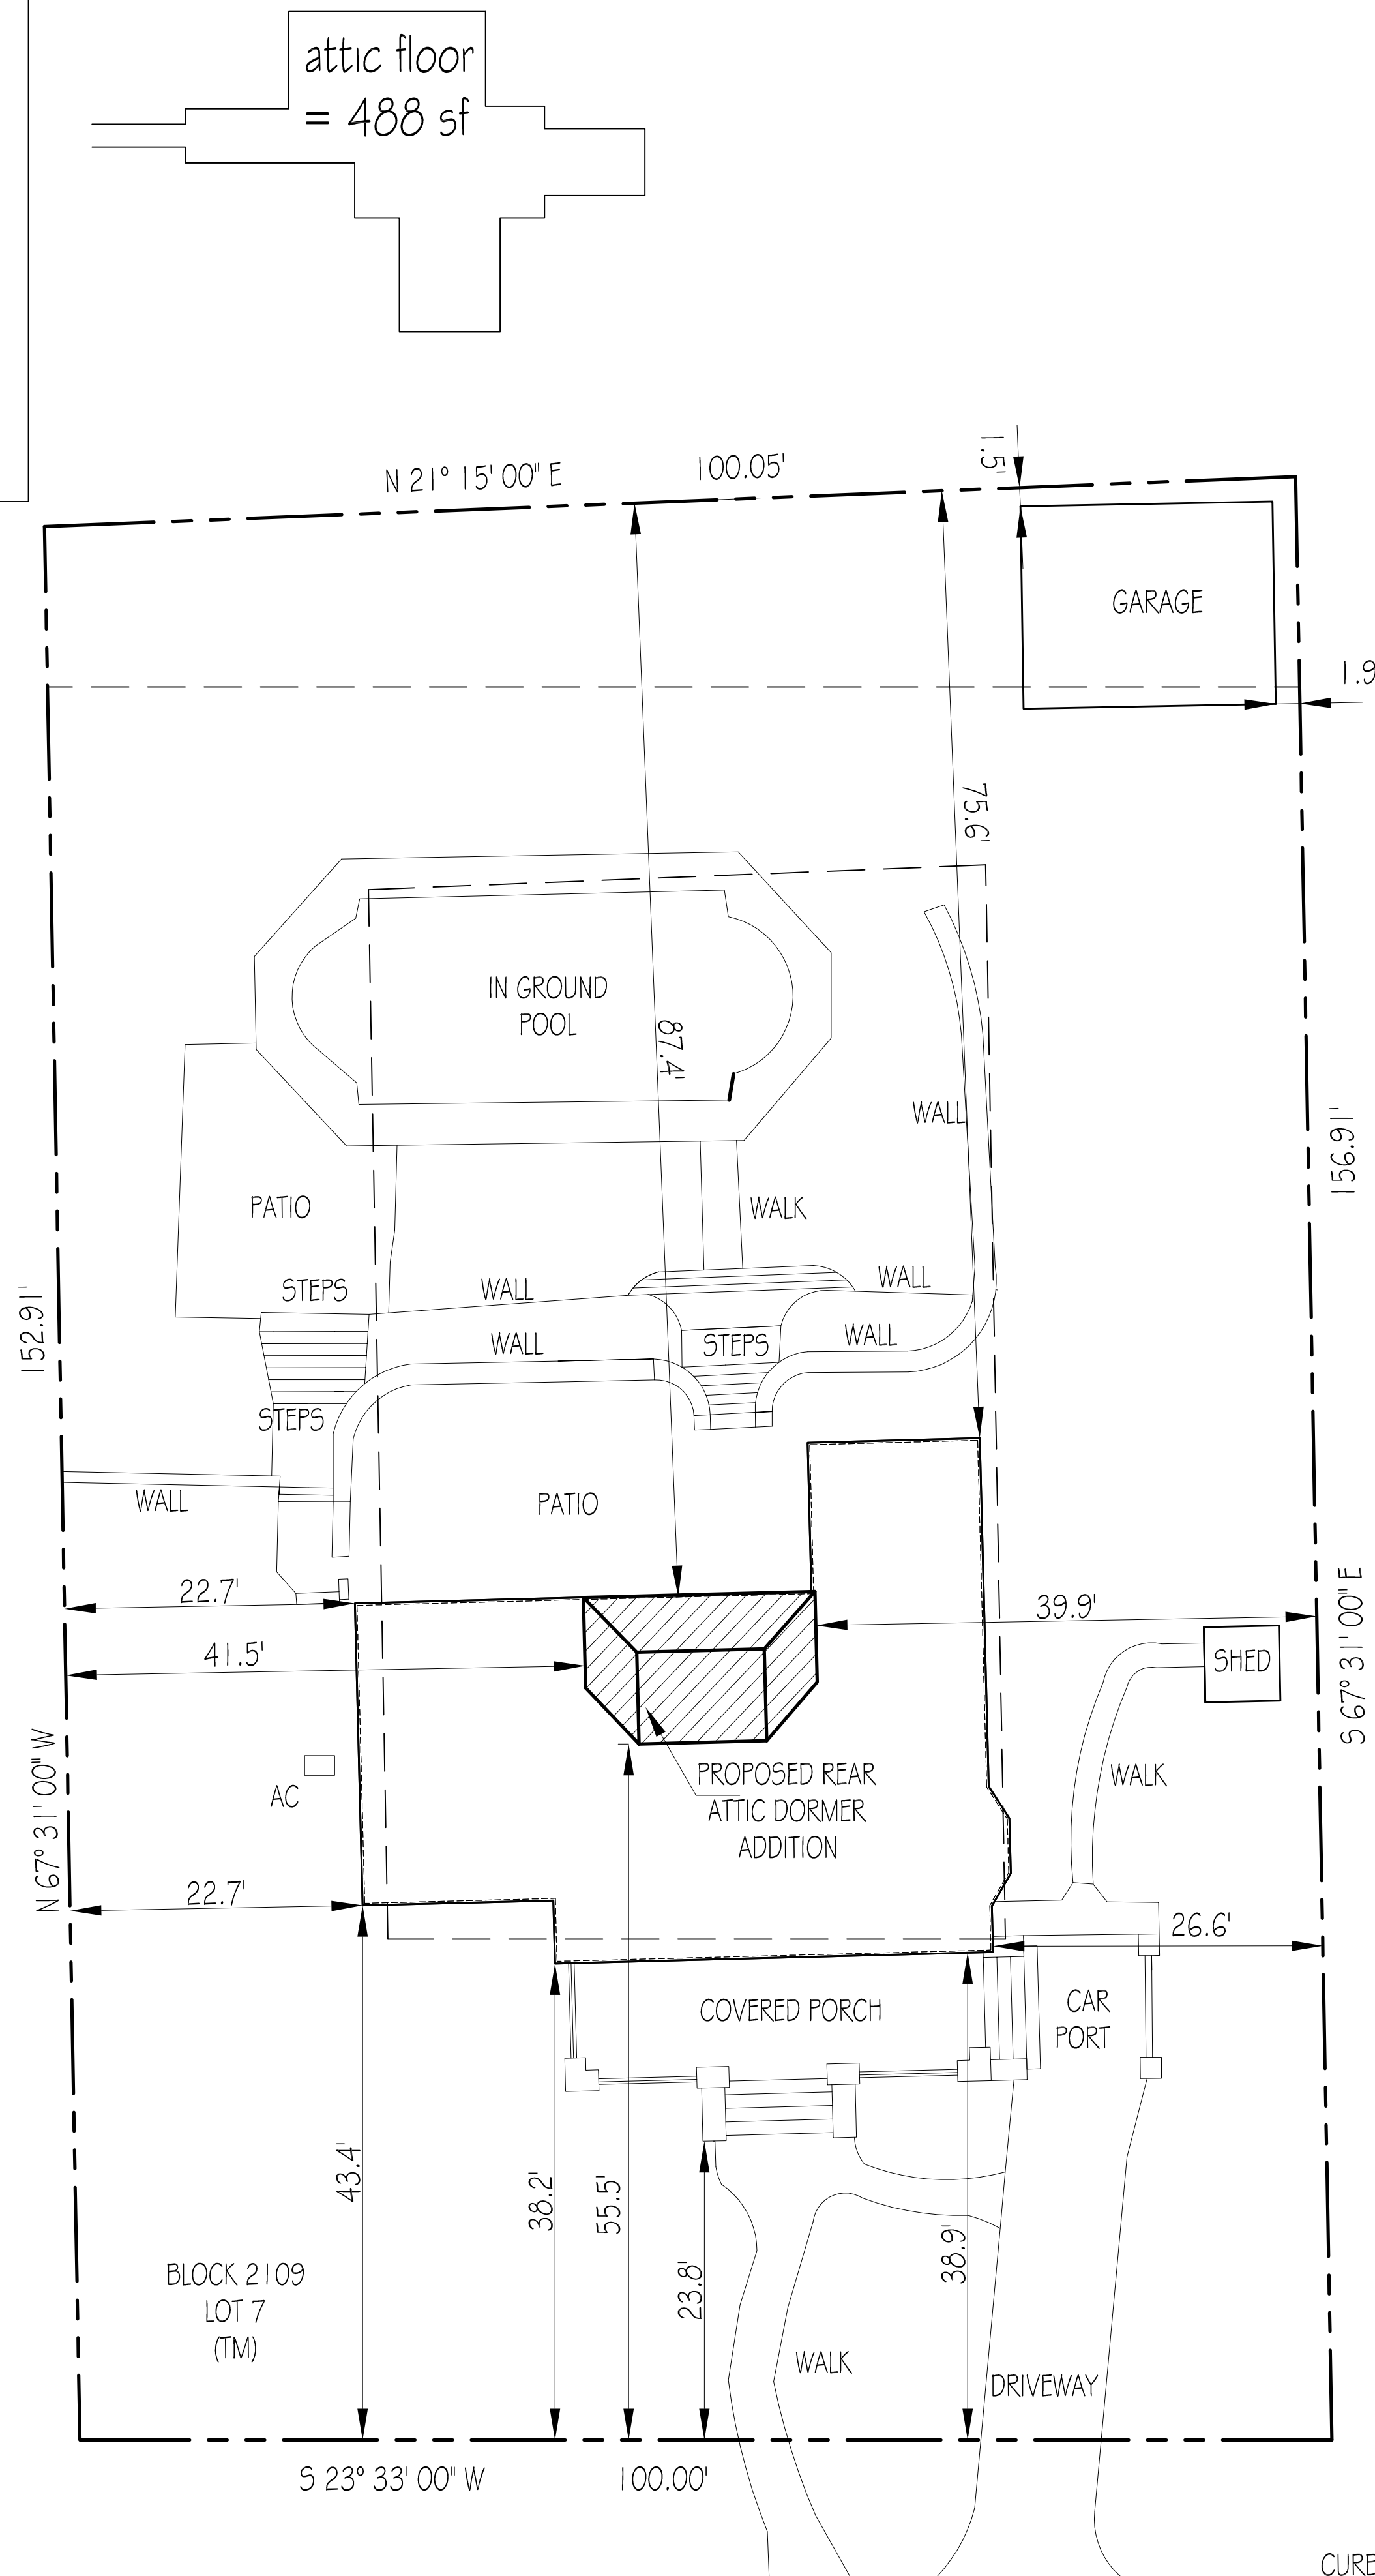 attic floor
= 488 sf
N 21° 15' 00" E
100.05'
1.5'
GARAGE
1.9
75.6'
IN GROUND
POOL
87.4'
WALL
156.91'
PATIO
WALK
STEPS
WALL
WALL
152.91'
WALL
STEPS
WALL
STEPS
WALL
PATIO
22.7'
39.9'
41.5'
SHED
S 67° 31' 00" E
N 67° 31' 00" W
AC
PROPOSED REAR
ATTIC DORMER
ADDITION
WALK
22.7'
26.6'
COVERED PORCH
CAR
PORT
43.4'
38.2'
55.5'
23.8'
38.9'
BLOCK 2109
LOT 7
(TM)
WALK
DRIVEWAY
S 23° 33' 00" W
100.00'
CURB